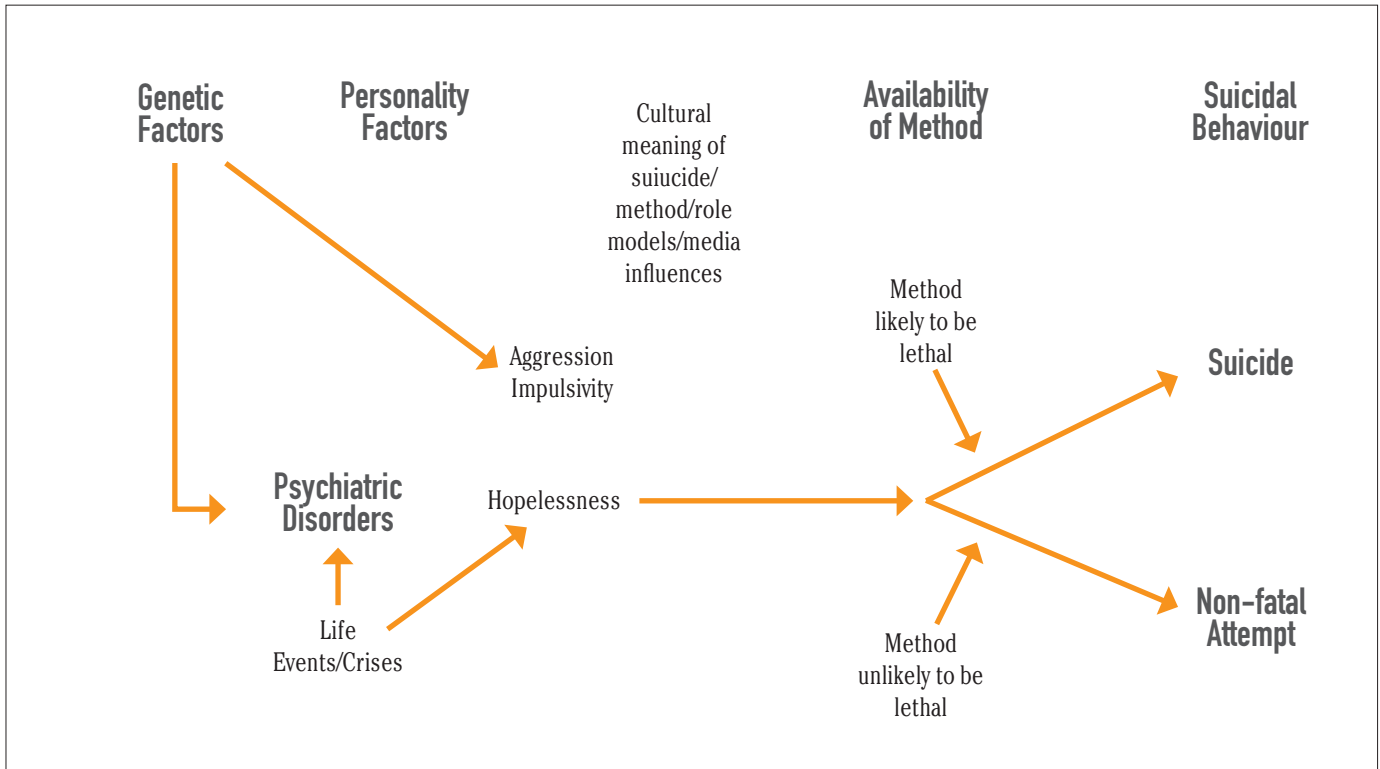 Genetic
Factors
Personality
Factors
Cultural
meaning of
suiucide/
method/role
models/media
influences
Availability
of Method
Suicidal
Behaviour
Method
likely to be
lethal
Aggression
Impulsivity
Suicide
Psychiatric
Disorders
Hopelessness
Life
Events/Crises
Method
unlikely to be
lethal
Non-fatal
Attempt